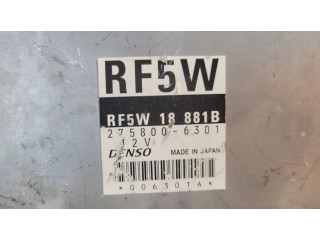 RF5W
RF5W 18 881B
275800-6301
12V
DENSO MADE IN JAPAN
*006301A*